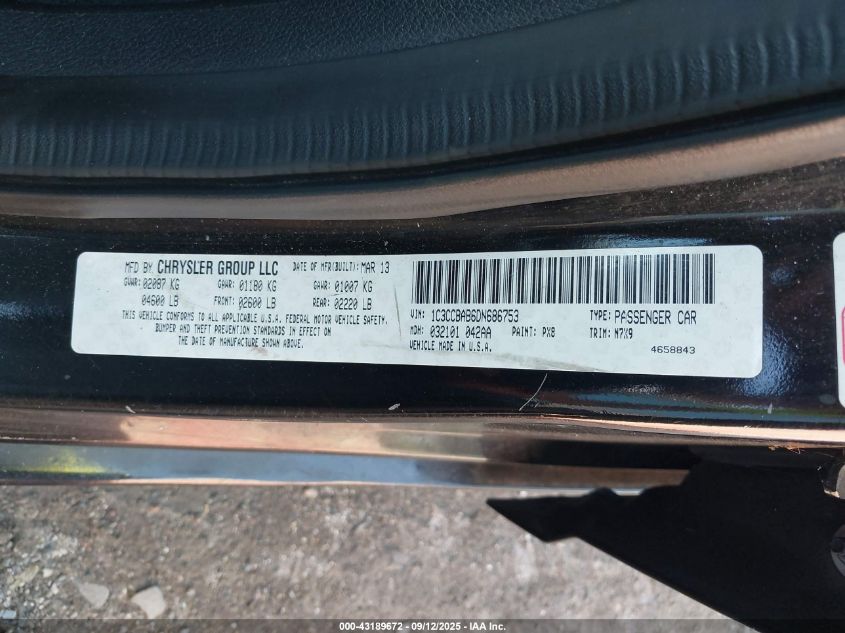 MFD BY CHRYSLER GROUP LLC DATE OF MFR(BUILT): MAR 13
GVWR: 02087 KG GAWR: 01180 KG GAWR: 01007 KG
04600 LB FRONT: 02600 LB REAR: 02220 LB
THIS VEHICLE CONFORMS TO ALL APPLICABLE U.S.A. FEDERAL MOTOR VEHICLE SAFETY,
BUMPER AND THEFT PREVENTION STANDARDS IN EFFECT ON
THE DATE OF MANUFACTURE SHOWN ABOVE.
VIN: 1C3CCBAB6DN686753 TYPE: PASSENGER CAR
MDH: 032101 042AA PAINT: PX8 TRIM: N7X9
VEHICLE MADE IN U.S.A. 4658843
000-43189672 - 09/12/2025 - IAA Inc.